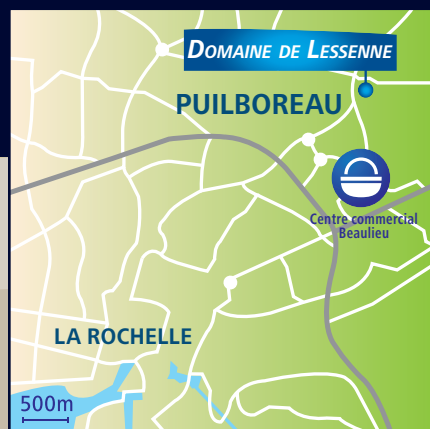 DOMAINE DE LESSENNE
PUILBOREAU
Centre commercial
Beaulieu
LA ROCHELLE
500m